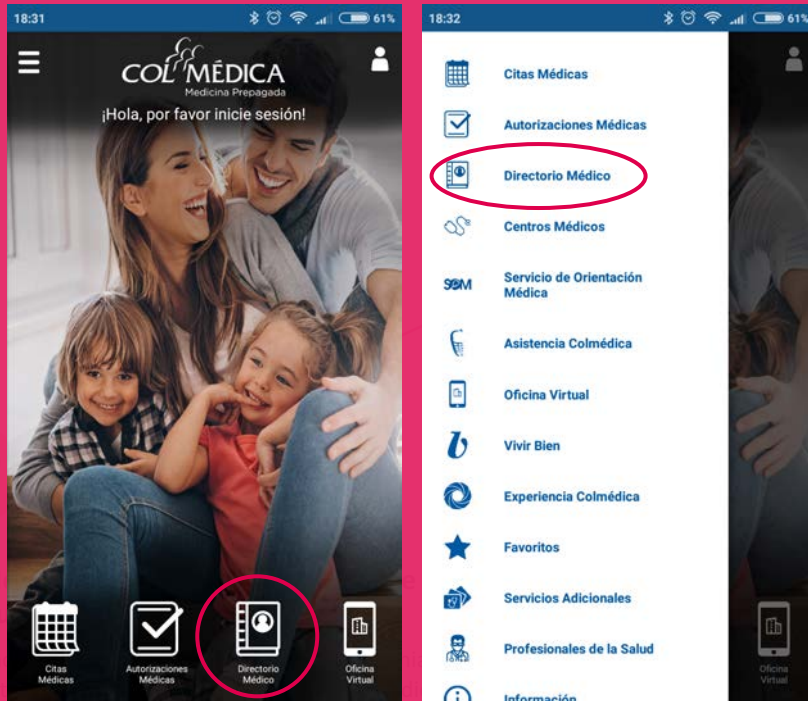 18:31
61%
COLMÉDICA
Medicina Prepagada
¡Hola, por favor inicie sesión!
Citas
Médicas
Autorizaciones
Médicas
Directorio
Médico
Oficina
Virtual
18:32
61%
Citas Médicas
Autorizaciones Médicas
Directorio Médico
Centros Médicos
SOM
Servicio de Orientación
Médica
Asistencia Colmédica
Oficina Virtual
Vivir Bien
Experiencia Colmédica
Favoritos
Servicios Adicionales
Profesionales de la Salud
Información
Oficina
Virtual